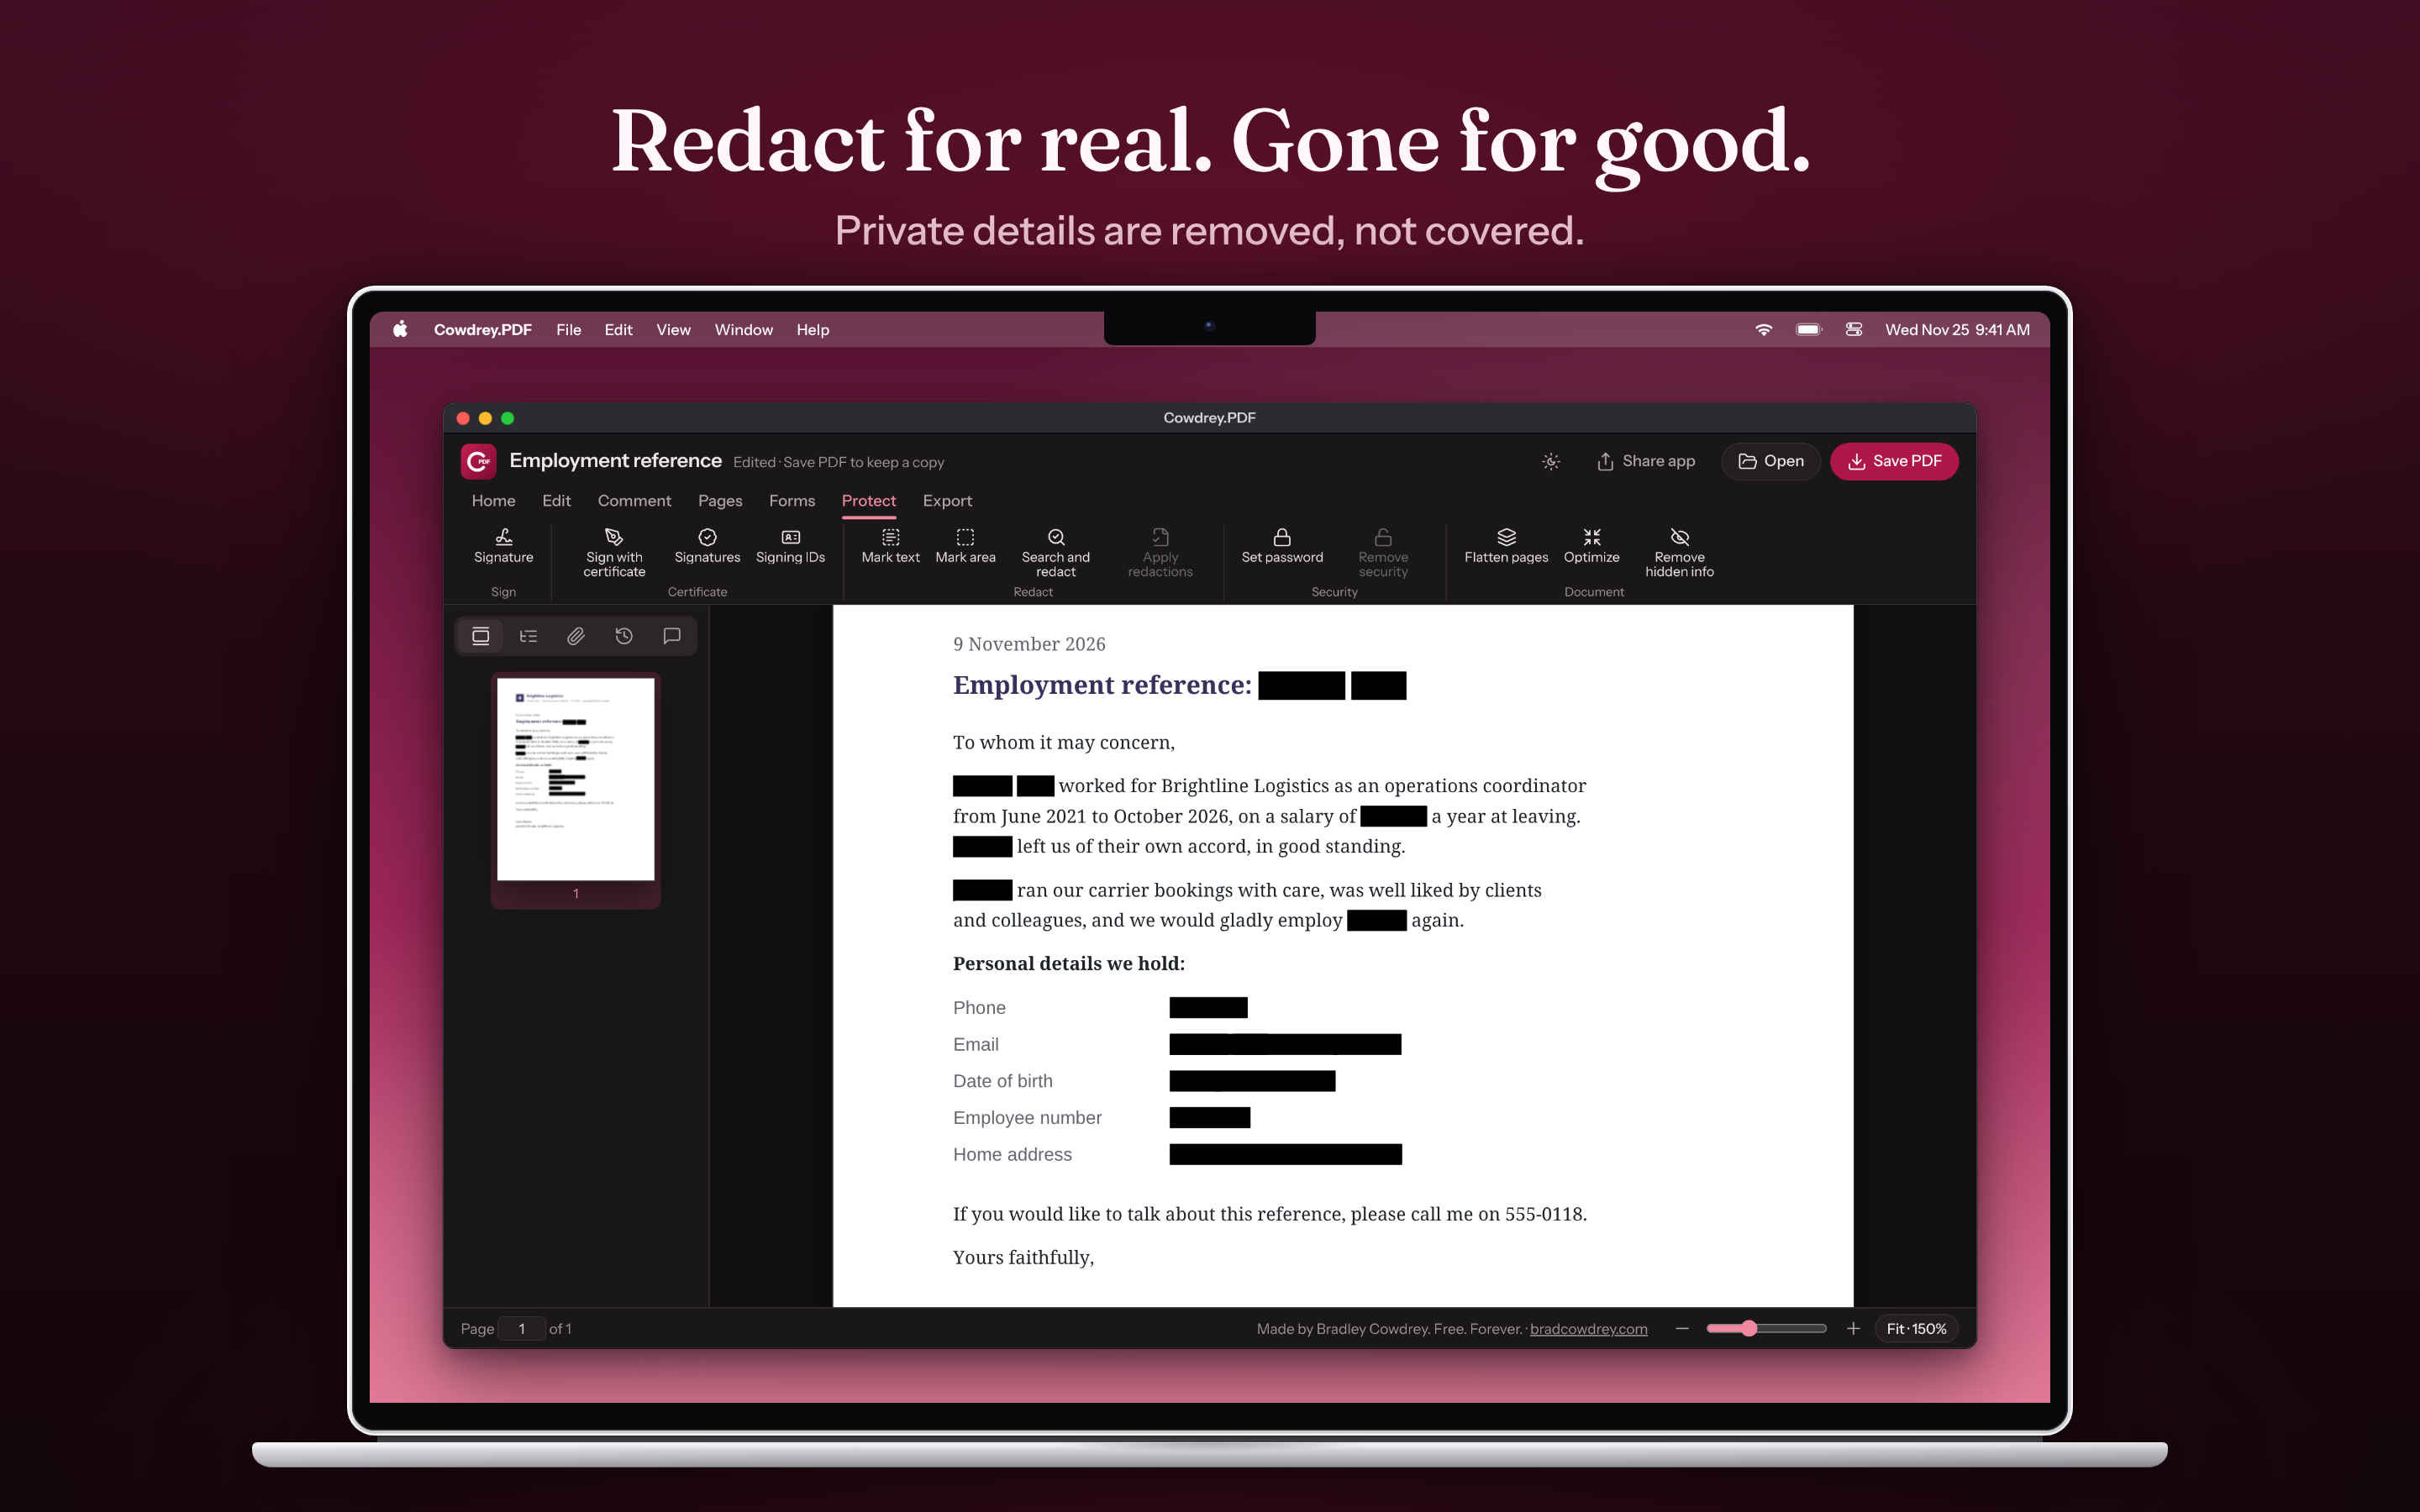 Redact for real. Gone for good.
Private details are removed, not covered.
Cowdrey.PDF File Edit View Window Help
Wed Nov 25 9:41 AM
Cowdrey.PDF
C PDF
Employment reference Edited · Save PDF to keep a copy
Share app Open Save PDF
Home Edit Comment Pages Forms Protect Export
Signature
Sign with certificate
Signatures
Signing IDs
Mark text
Mark area
Search and redact
Apply redactions
Set password
Remove security
Flatten pages
Optimize
Remove hidden info
Sign Certificate Redact Security Document
1
9 November 2026
Employment reference:
To whom it may concern,
worked for Brightline Logistics as an operations coordinator
from June 2021 to October 2026, on a salary of a year at leaving.
left us of their own accord, in good standing.
ran our carrier bookings with care, was well liked by clients
and colleagues, and we would gladly employ again.
Personal details we hold:
Phone
Email
Date of birth
Employee number
Home address
If you would like to talk about this reference, please call me on 555-0118.
Yours faithfully,
Page 1 of 1
Made by Bradley Cowdrey. Free. Forever. · bradcowdrey.com
Fit · 150%